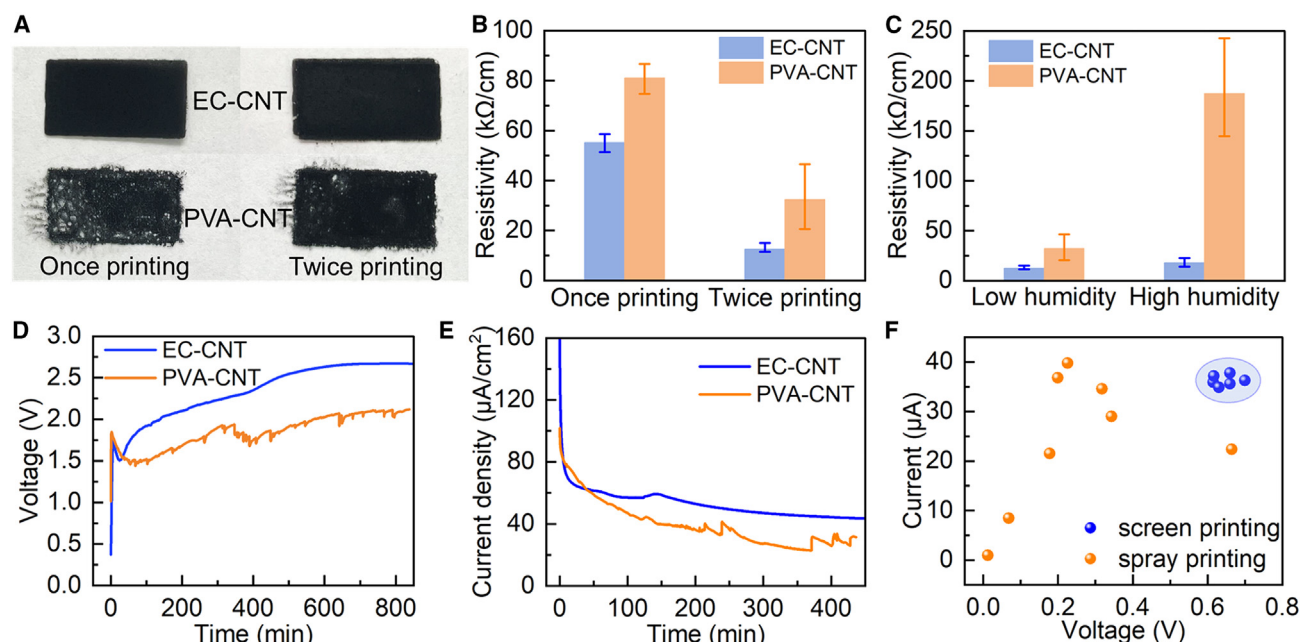 A
EC-CNT
PVA-CNT
Once printing
Twice printing
B
Resistivity (kΩ/cm)
100
80
60
40
20
0
EC-CNT
PVA-CNT
Once printing
Twice printing
C
Resistivity (kΩ/cm)
250
200
150
100
50
0
EC-CNT
PVA-CNT
Low humidity
High humidity
D
Voltage (V)
3.0
2.5
2.0
1.5
1.0
0.5
0.0
EC-CNT
PVA-CNT
0 200 400 600 800
Time (min)
E
Current density (μA/cm²)
160
120
80
40
0
EC-CNT
PVA-CNT
0 100 200 300 400
Time (min)
F
Current (μA)
40
30
20
10
0
screen printing
spray printing
0.0 0.2 0.4 0.6 0.8
Voltage (V)